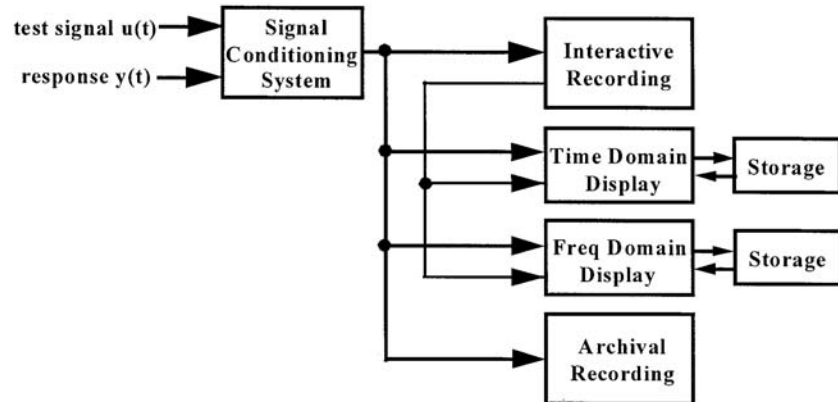 test signal u(t)
response y(t)
Signal
Conditioning
System
Interactive
Recording
Time Domain
Display
Storage
Freq Domain
Display
Storage
Archival
Recording